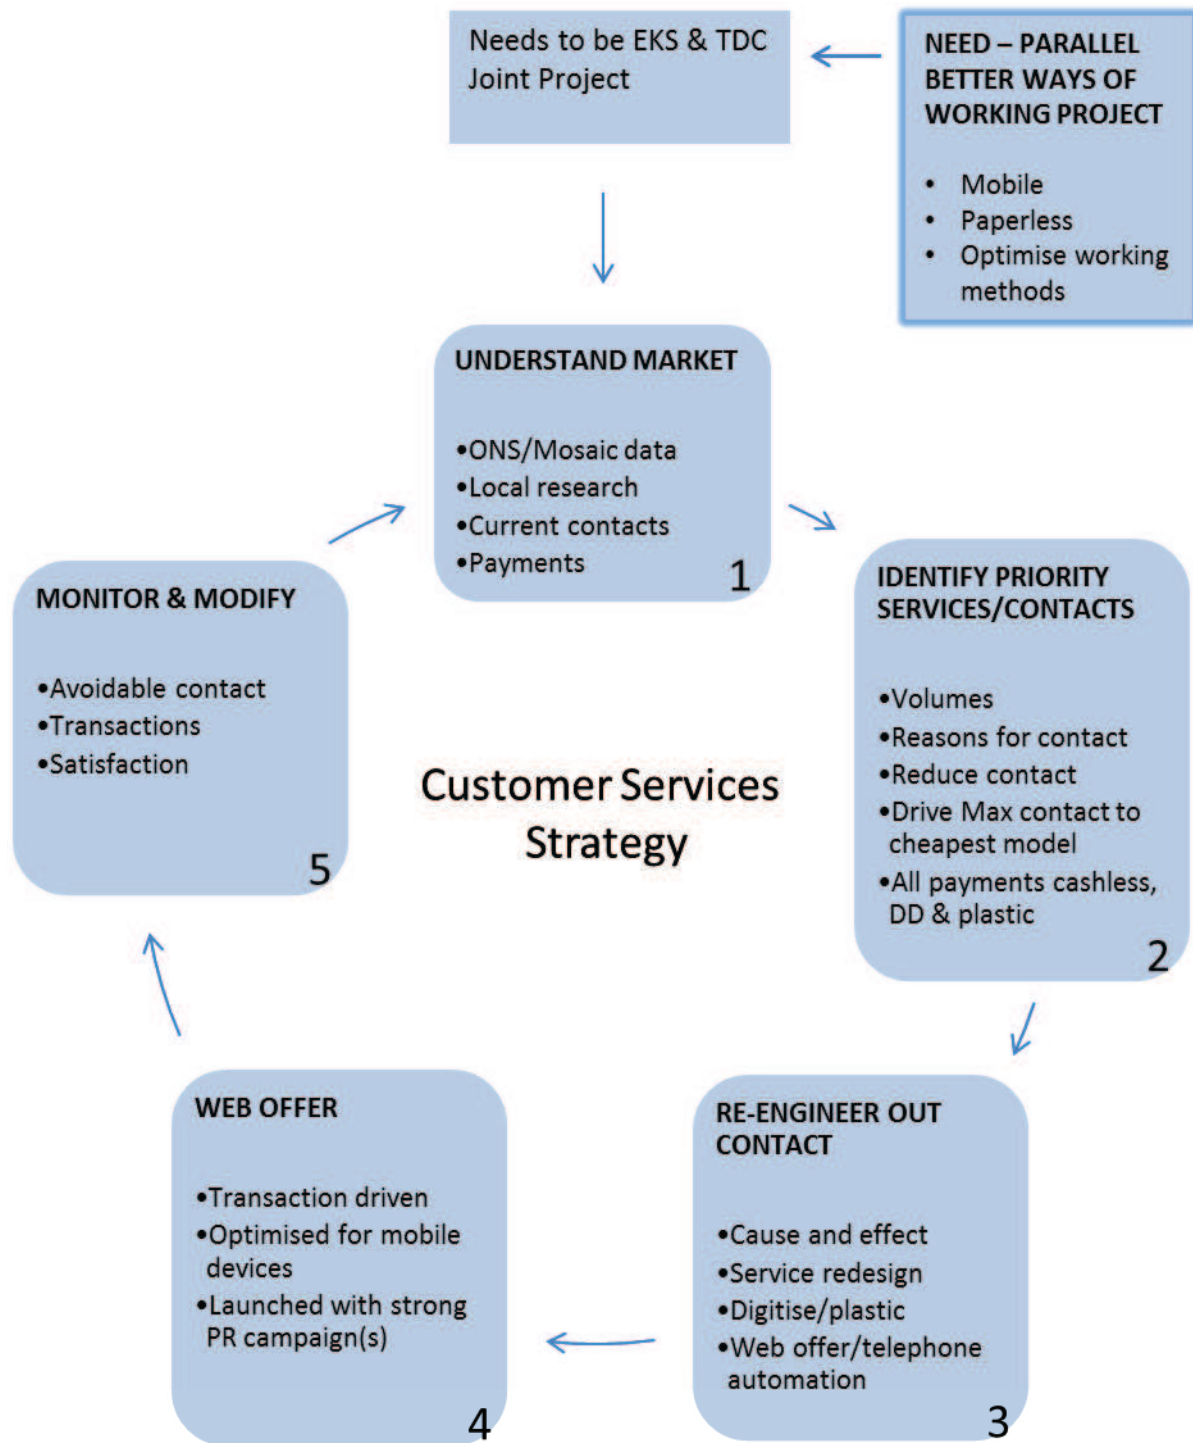 Needs to be EKS & TDC
Joint Project
NEED – PARALLEL
BETTER WAYS OF
WORKING PROJECT
• Mobile
• Paperless
• Optimise working
methods
UNDERSTAND MARKET
•ONS/Mosaic data
•Local research
•Current contacts
•Payments
1
IDENTIFY PRIORITY
SERVICES/CONTACTS
•Volumes
•Reasons for contact
•Reduce contact
•Drive Max contact to
cheapest model
•All payments cashless,
DD & plastic
2
RE-ENGINEER OUT
CONTACT
•Cause and effect
•Service redesign
•Digitise/plastic
•Web offer/telephone
automation
3
WEB OFFER
•Transaction driven
•Optimised for mobile
devices
•Launched with strong
PR campaign(s)
4
MONITOR & MODIFY
•Avoidable contact
•Transactions
•Satisfaction
5
Customer Services
Strategy